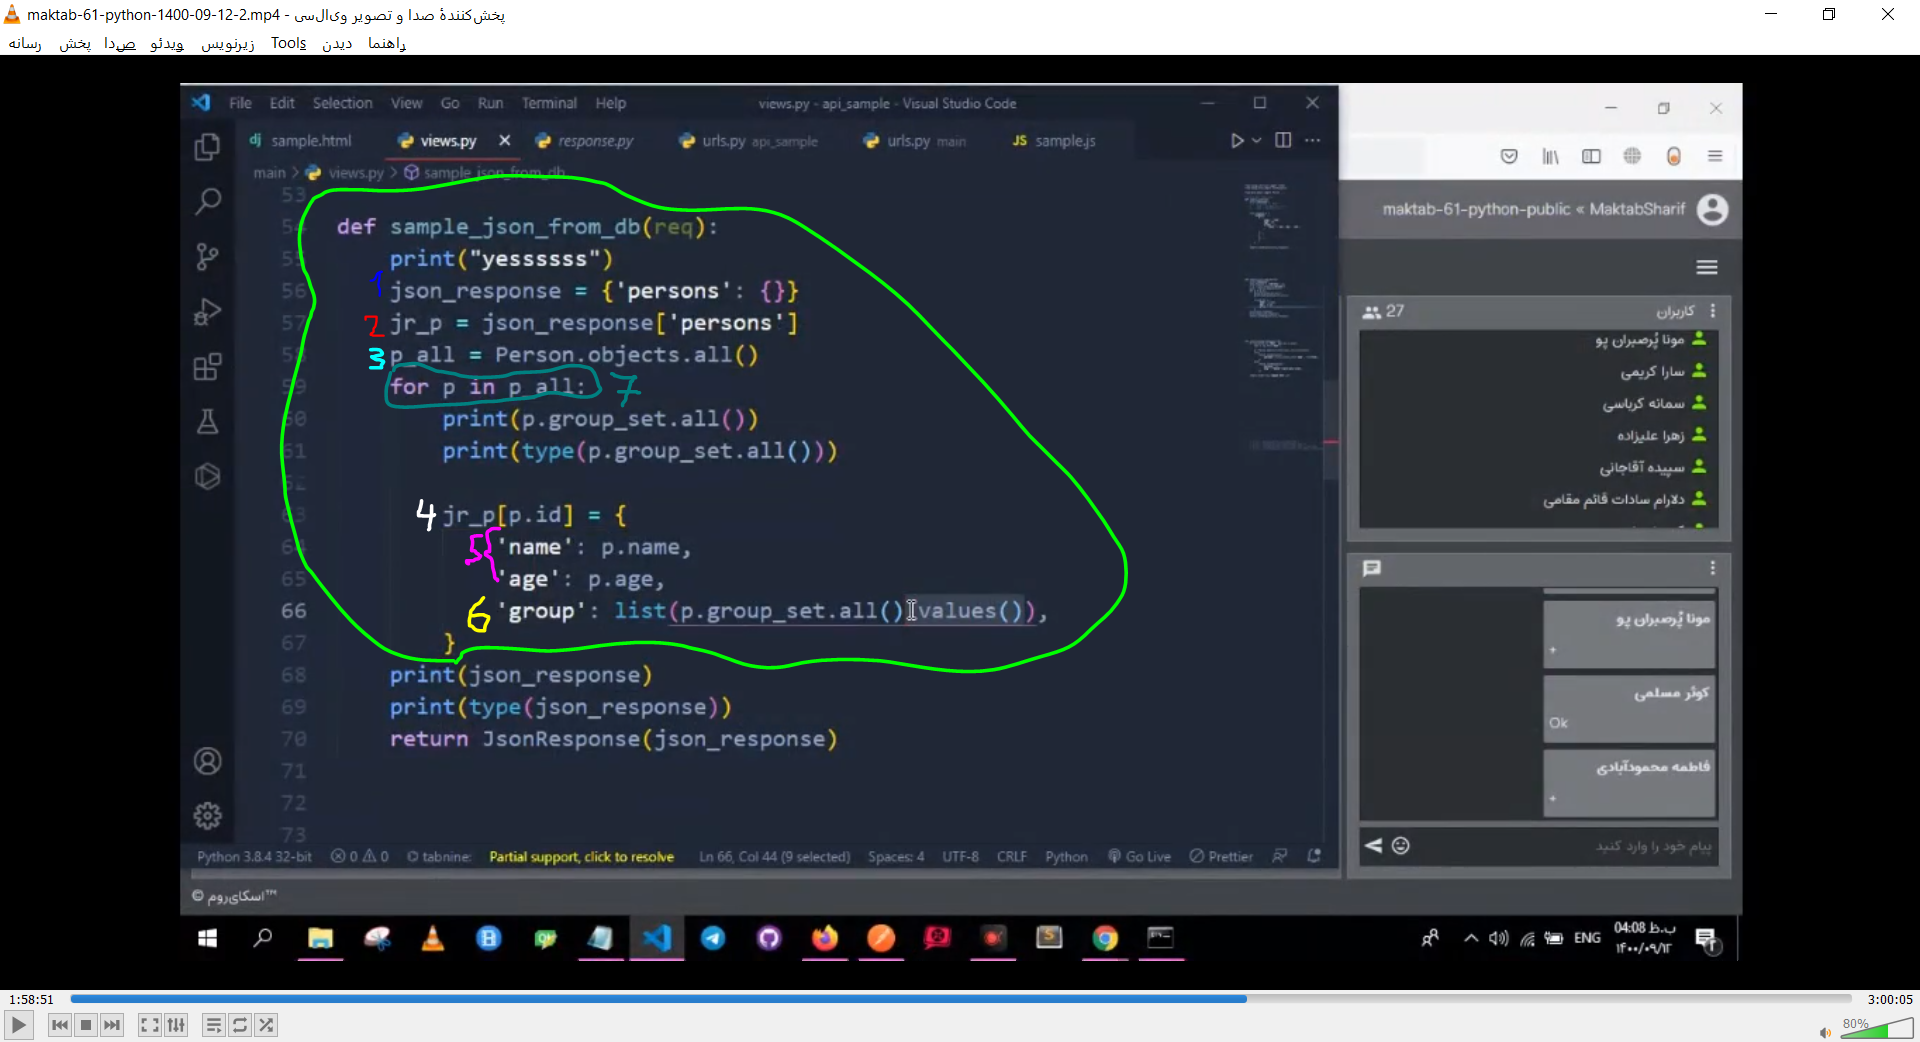 maktab-61-python-1400-09-12-2.mp4 - پخش‌کنندهٔ صدا و تصویر وی‌ال‌سی
رسانه پخش صدا ویدئو زیرنویس Tools دیدن راهنما
File Edit Selection View Go Run Terminal Help
views.py - api_sample - Visual Studio Code
sample.html views.py response.py urls.py api_sample urls.py main JS sample.js
main > views.py > sample_json_from_db
53
54 def sample_json_from_db(req):
55 print("yessssss")
1
56 json_response = {'persons': {}}
57 2 jr_p = json_response['persons']
58 3 p_all = Person.objects.all()
59 for p in p_all: 7
60 print(p.group_set.all())
61 print(type(p.group_set.all()))
62
63 4 jr_p[p.id] = {
64 5 'name': p.name,
65 'age': p.age,
66 6 'group': list(p.group_set.all().values()),
67 }
68 print(json_response)
69 print(type(json_response))
70 return JsonResponse(json_response)
71
72
73
Python 3.8.4 32-bit 0 0 tabnine: Partial support, click to resolve Ln 66, Col 44 (9 selected) Spaces: 4 UTF-8 CRLF Python Go Live Prettier
maktab-61-python-public « MaktabSharif
27 کاربران
مونا پُرصبران پو
سارا کریمی
سمانه کرباسی
زهرا علیزاده
سپیده آقاجانی
دلارام سادات قائم مقامی
مونا پُرصبران پو
+
کوثر مسلمی
Ok
فاطمه محمودآبادی
+
پیام خود را وارد کنید
© اسکای‌روم™
ENG
04:08 ب.ظ
۱۴۰۰/۰۹/۱۲
1:58:51
3:00:05
80%